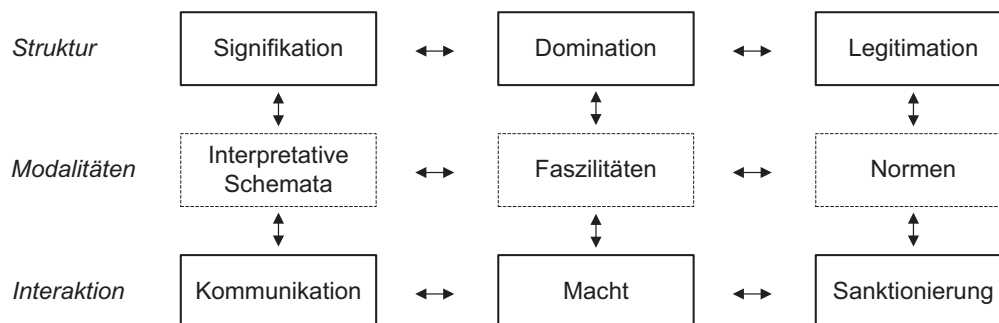 Struktur
Signifikation
Domination
Legitimation
Modalitäten
Interpretative
Schemata
Faszilitäten
Normen
Interaktion
Kommunikation
Macht
Sanktionierung